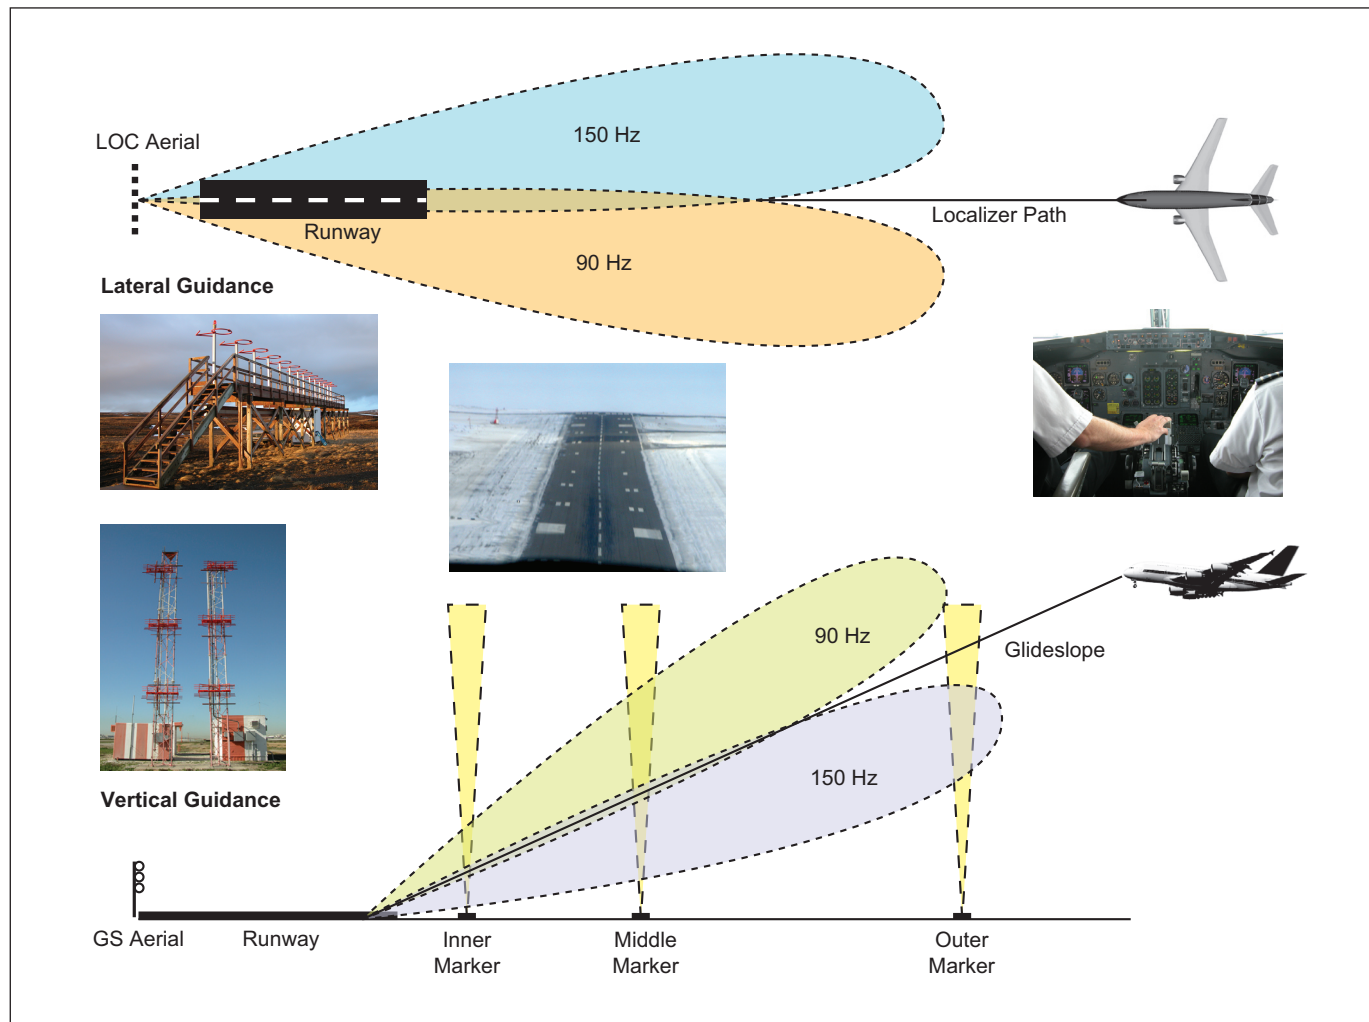 LOC Aerial
150 Hz
Runway
Localizer Path
90 Hz
Lateral Guidance
90 Hz
Glideslope
150 Hz
Vertical Guidance
GS Aerial
Runway
Inner
Marker
Middle
Marker
Outer
Marker